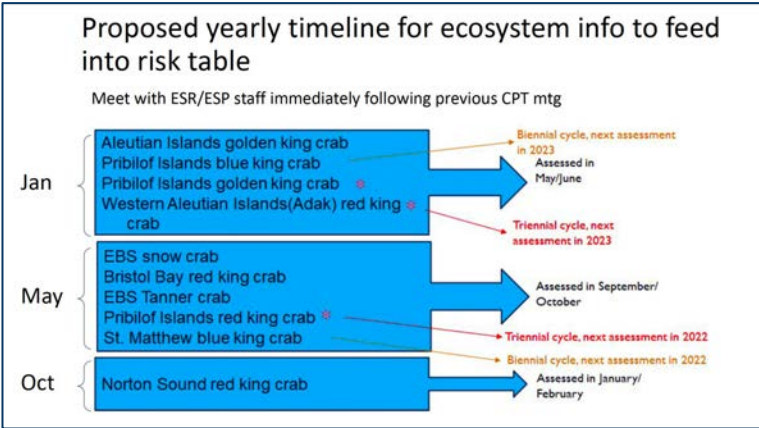 Proposed yearly timeline for ecosystem info to feed
into risk table
Meet with ESR/ESP staff immediately following previous CPT mtg
Jan
Aleutian Islands golden king crab
Pribilof Islands blue king crab
Pribilof Islands golden king crab *
Western Aleutian Islands(Adak) red king *
crab
Biennial cycle, next assessment
in 2023
Assessed in
May/June
Triennial cycle, next
assessment in 2023
May
EBS snow crab
Bristol Bay red king crab
EBS Tanner crab
Pribilof Islands red king crab *
St. Matthew blue king crab
Assessed in September/
October
Triennial cycle, next assessment in 2022
Biennial cycle, next assessment in 2022
Oct
Norton Sound red king crab
Assessed in January/
February